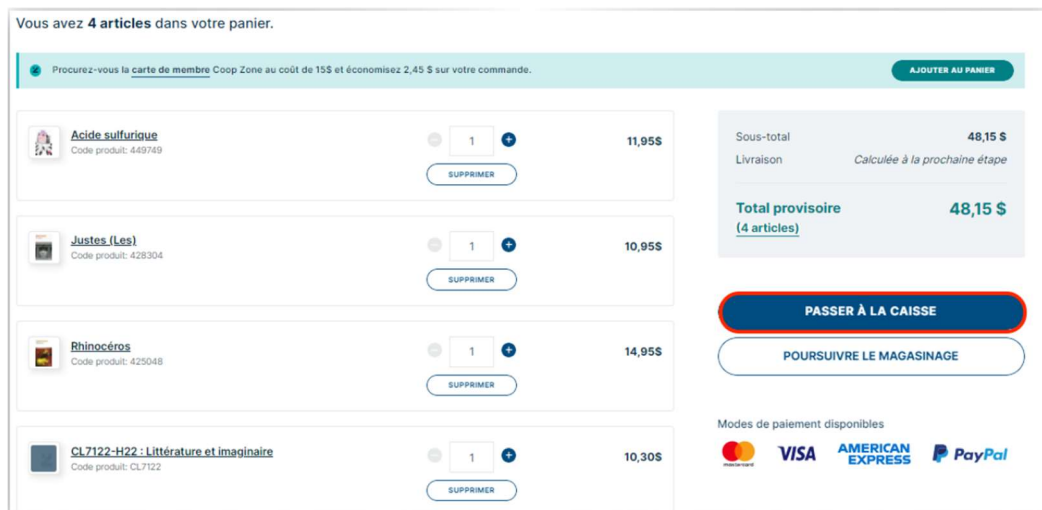 Vous avez 4 articles dans votre panier.
Procurez-vous la carte de membre Coop Zone au coût de 15$ et économisez 2,45 $ sur votre commande.
AJOUTER AU PANIER
Acide sulfurique
Code produit: 449749
1
11,95$
SUPPRIMER
Justes (Les)
Code produit: 428304
1
10,95$
SUPPRIMER
Rhinocéros
Code produit: 425048
1
14,95$
SUPPRIMER
CL7122-H22 : Littérature et imaginaire
Code produit: CL7122
1
10,30$
SUPPRIMER
Sous-total 48,15 $
Livraison Calculée à la prochaine étape
Total provisoire 48,15 $
(4 articles)
PASSER À LA CAISSE
POURSUIVRE LE MAGASINAGE
Modes de paiement disponibles
mastercard
VISA
AMERICAN
EXPRESS
PayPal